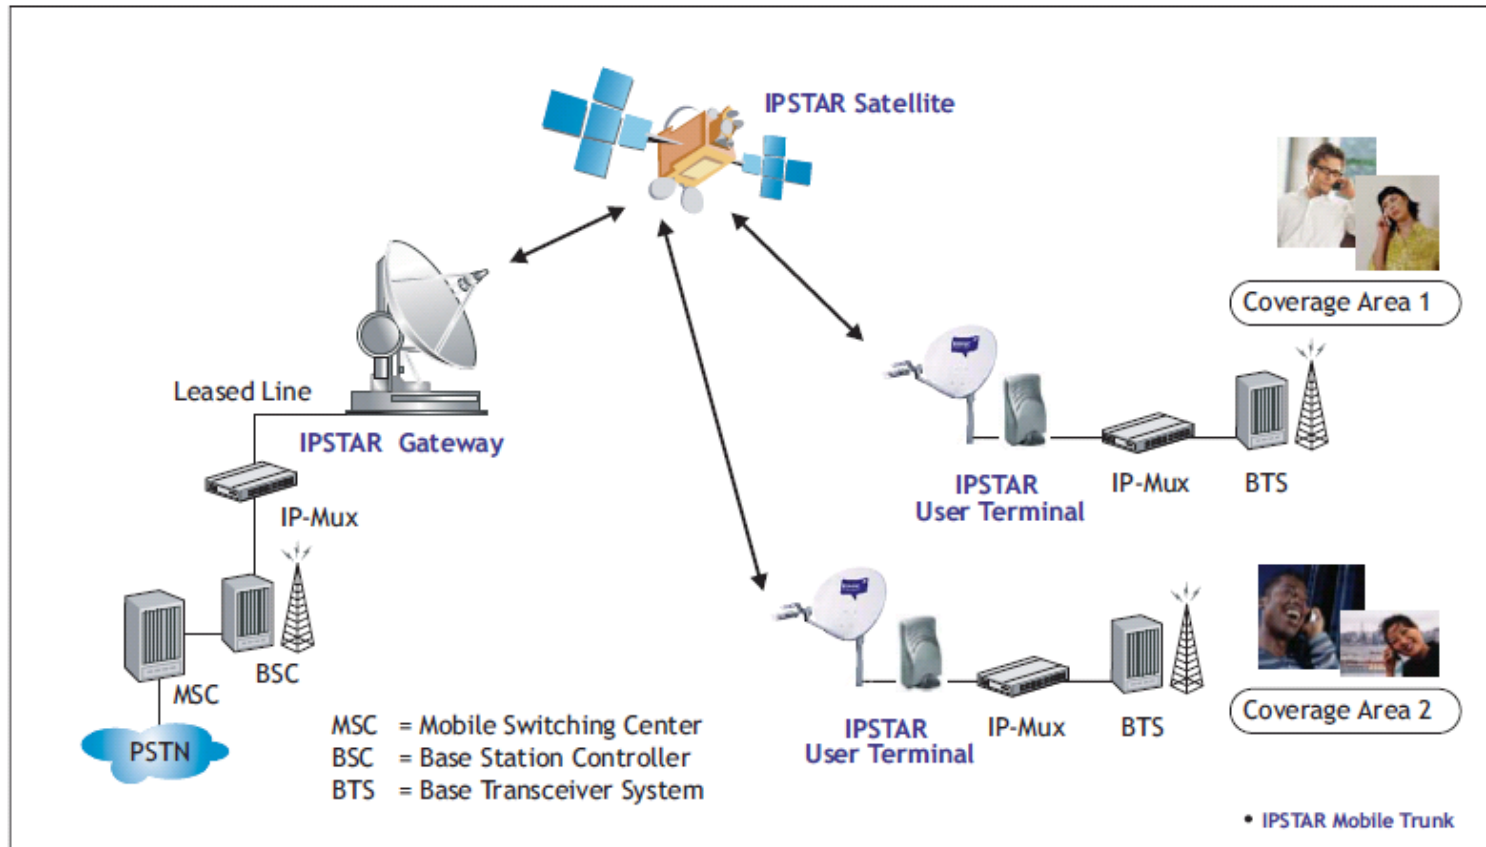 IPSTAR Satellite
Coverage Area 1
Leased Line
IPSTAR Gateway
IPSTAR
User Terminal
IP-Mux
BTS
IP-Mux
BSC
MSC
PSTN
IPSTAR
User Terminal
IP-Mux
BTS
Coverage Area 2
MSC = Mobile Switching Center
BSC = Base Station Controller
BTS = Base Transceiver System
• IPSTAR Mobile Trunk